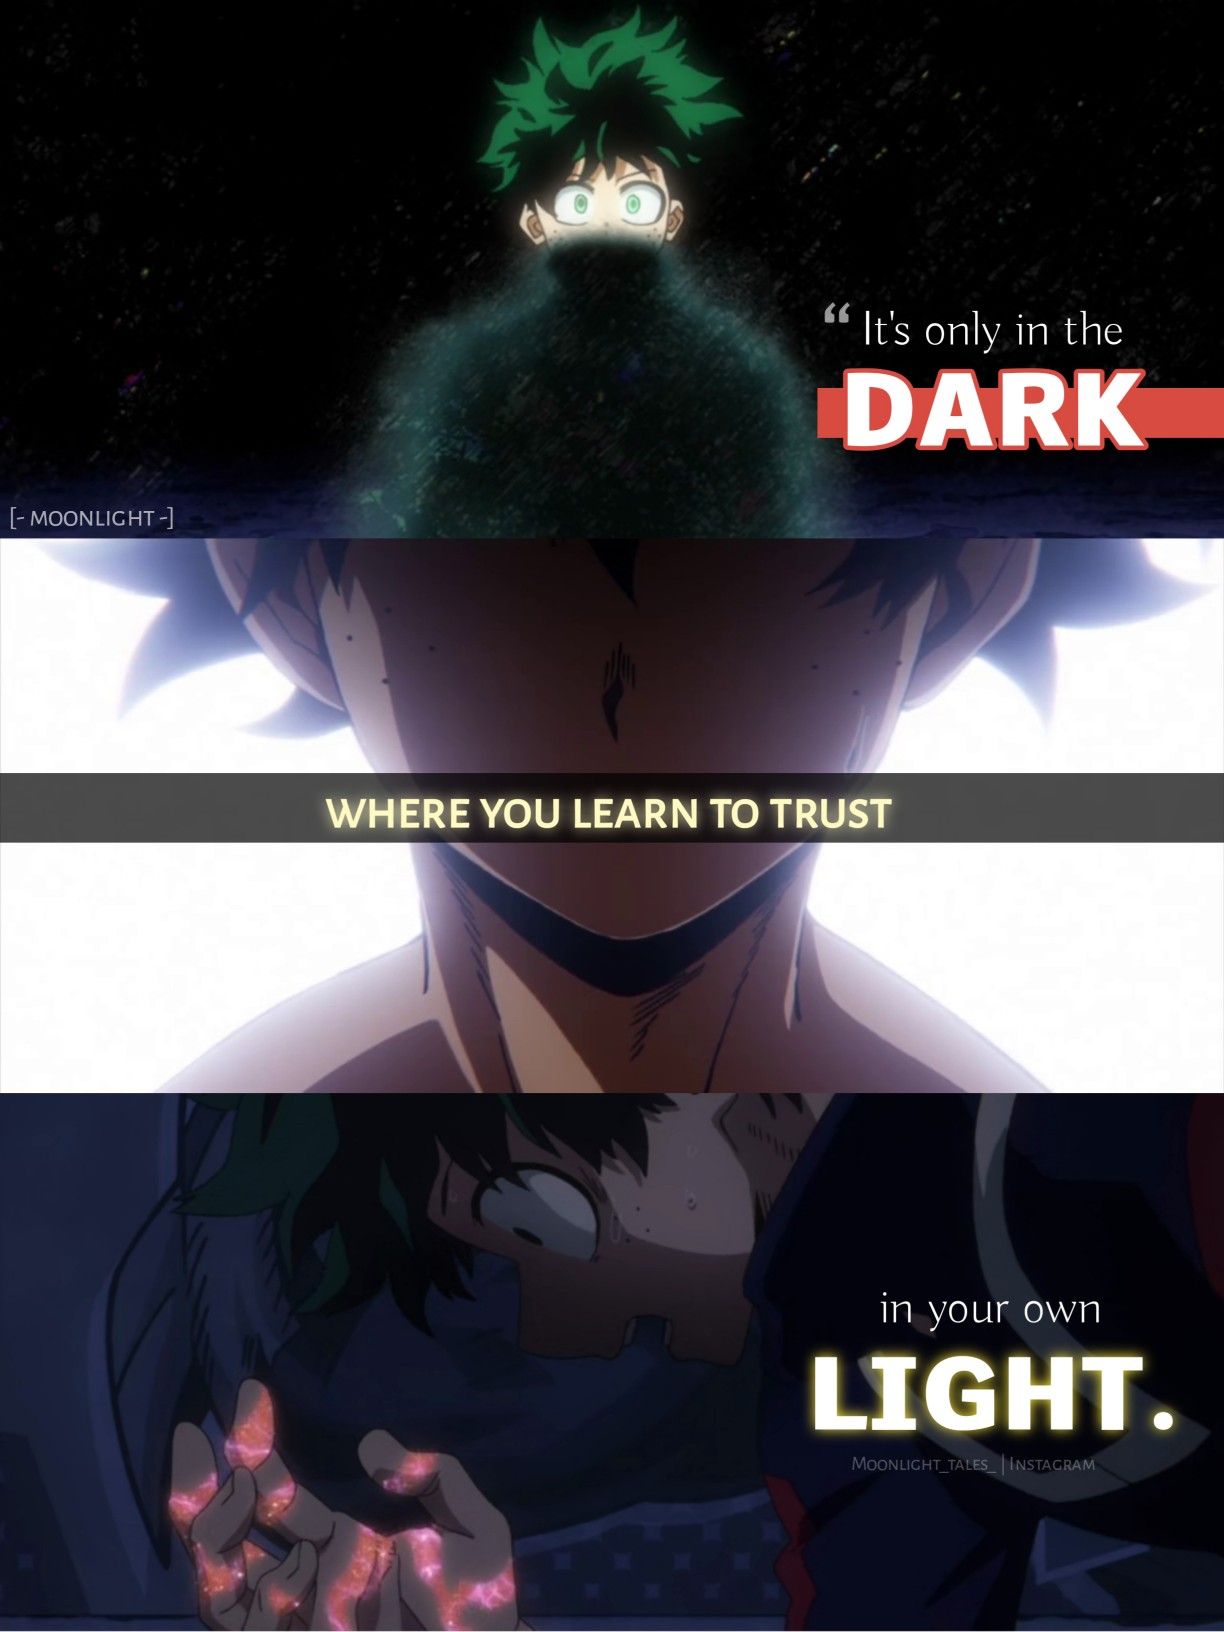 “ It's only in the
DARK
[- MOONLIGHT -]
WHERE YOU LEARN TO TRUST
in your own
LIGHT.
MOONLIGHT_TALES_ | INSTAGRAM